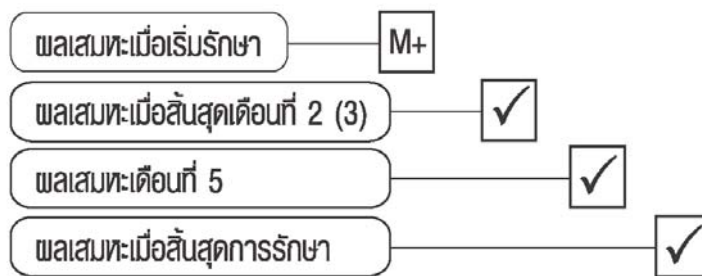 ผลเสมหะเมื่อเริ่มรักษา M+
ผลเสมหะเมื่อสิ้นสุดเดือนที่ 2 (3) ✓
ผลเสมหะเดือนที่ 5 ✓
ผลเสมหะเมื่อสิ้นสุดการรักษา ✓